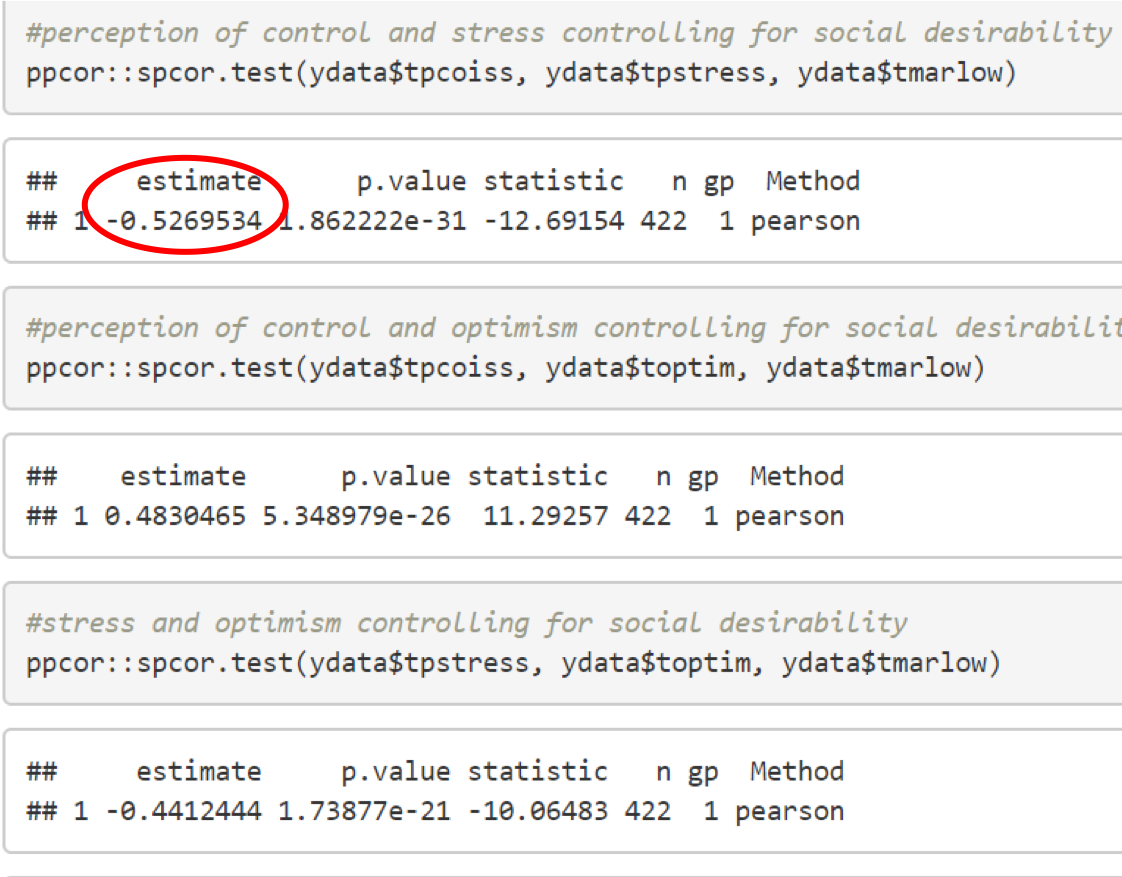 #perception of control and stress controlling for social desirability
ppcor::spcor.test(ydata$tpcoiss, ydata$tpstress, ydata$tmarlow)
##     estimate      p.value statistic   n gp  Method
## 1 -0.5269534 1.862222e-31 -12.69154 422  1 pearson
#perception of control and optimism controlling for social desirabilit
ppcor::spcor.test(ydata$tpcoiss, ydata$toptim, ydata$tmarlow)
##    estimate      p.value statistic   n gp  Method
## 1 0.4830465 5.348979e-26  11.29257 422  1 pearson
#stress and optimism controlling for social desirability
ppcor::spcor.test(ydata$tpstress, ydata$toptim, ydata$tmarlow)
##     estimate     p.value statistic   n gp  Method
## 1 -0.4412444 1.73877e-21 -10.06483 422  1 pearson